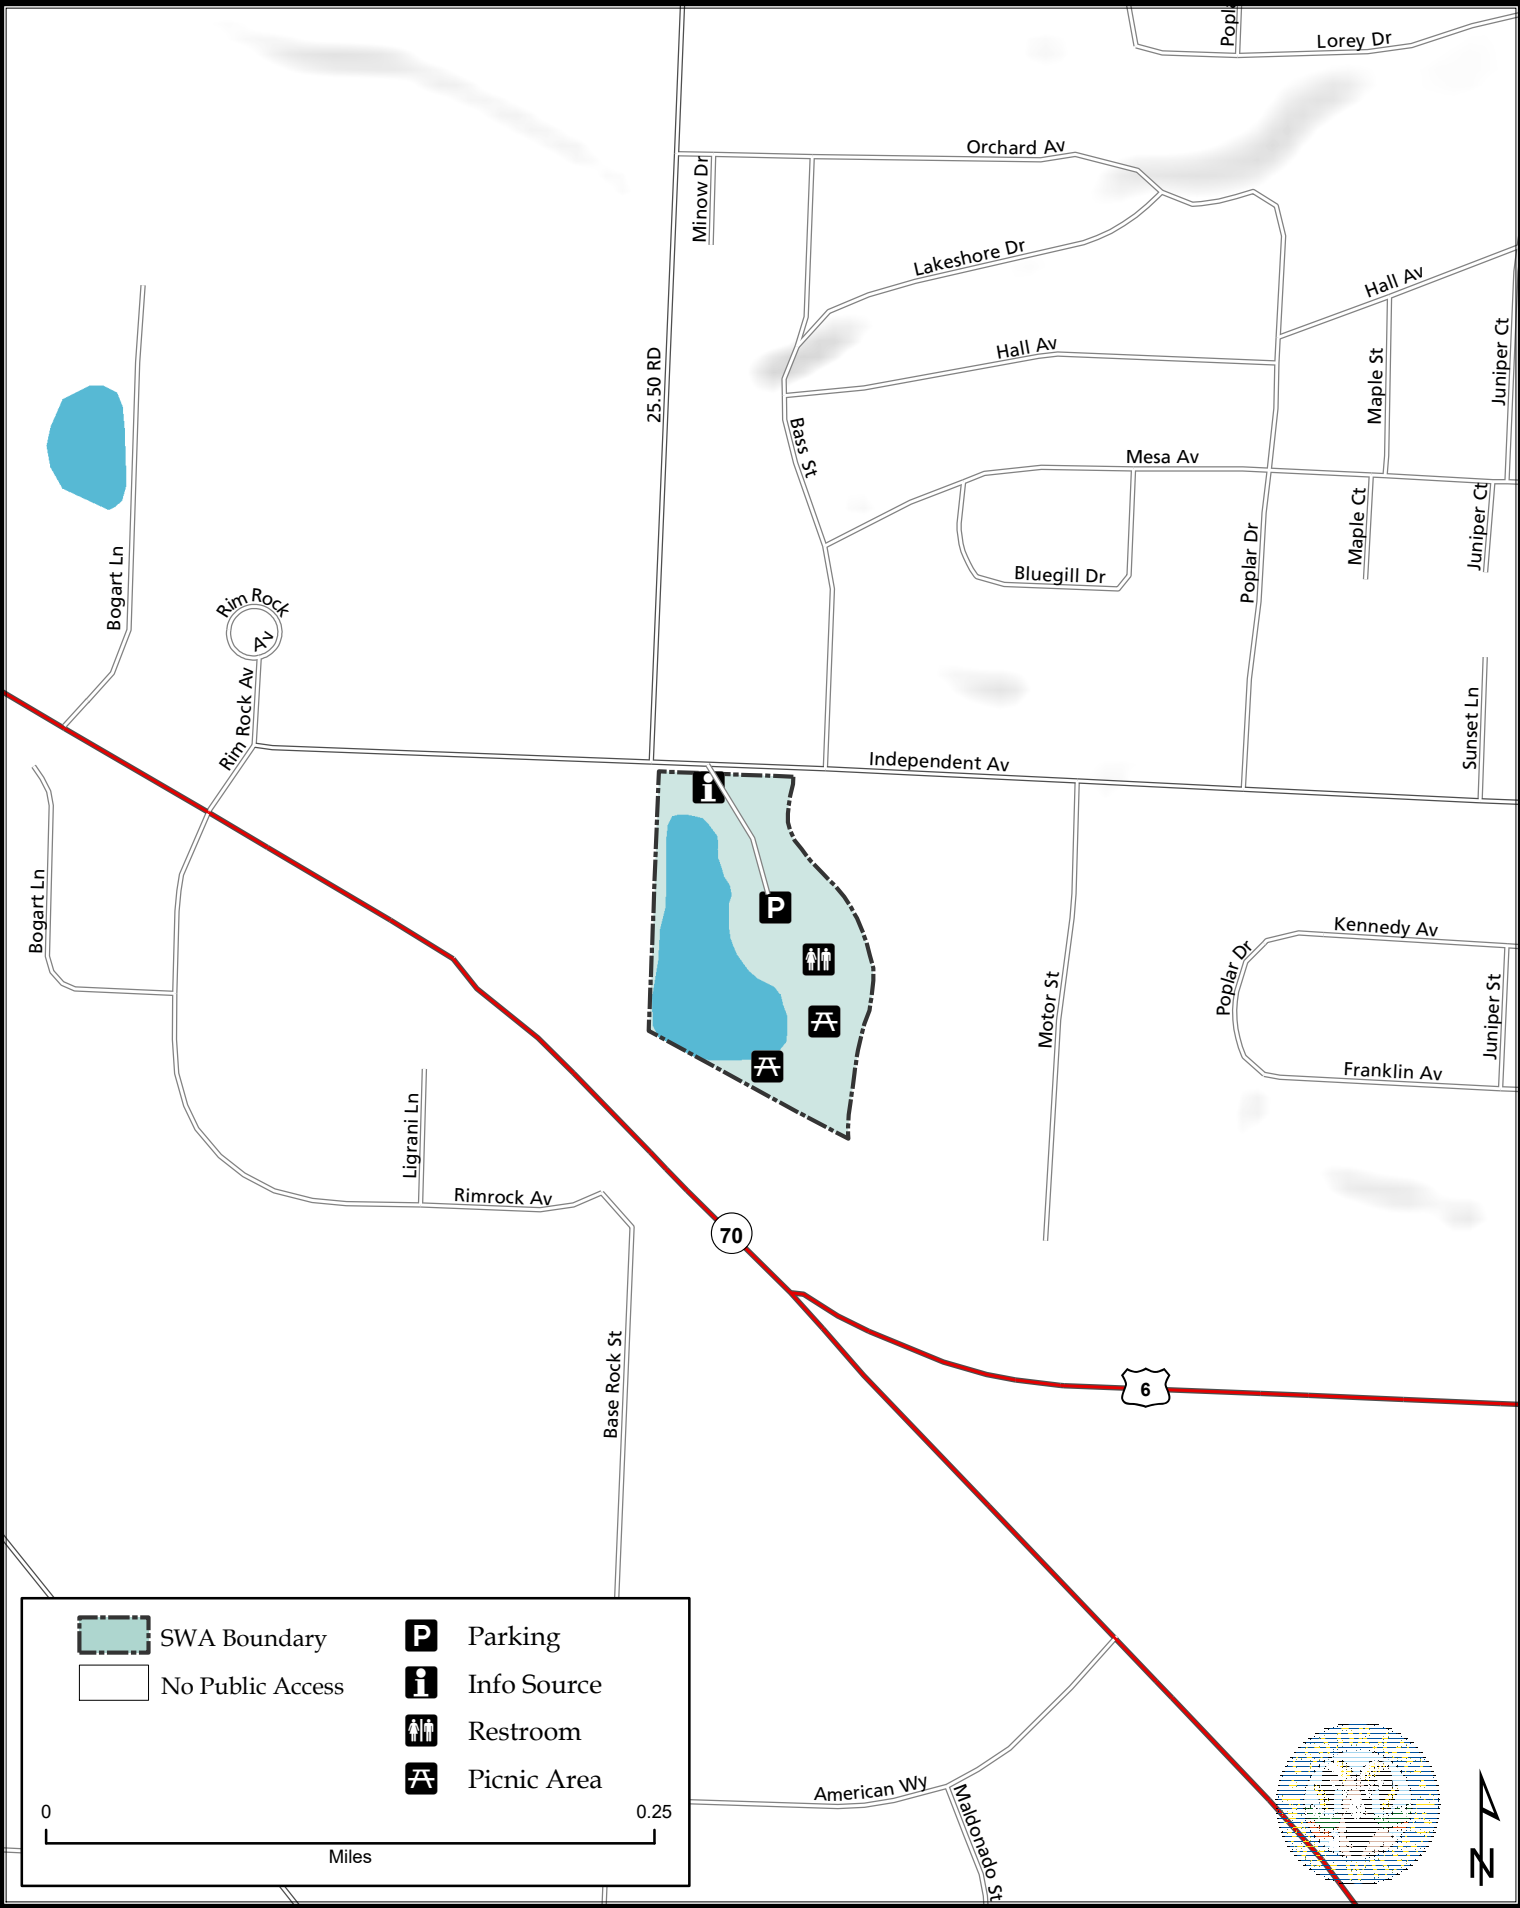 Popl
Lorey Dr
Orchard Av
Minow Dr
Lakeshore Dr
Hall Av
25.50 RD
Hall Av
Maple St
Juniper Ct
Bass St
Mesa Av
Maple Ct
Juniper Ct
Poplar Dr
Bluegill Dr
Bogart Ln
Rim Rock
Av
Rim Rock Av
Sunset Ln
Independent Av
i
P
Bogart Ln
Kennedy Av
Poplar Dr
Juniper St
Motor St
Franklin Av
Ligrani Ln
Rimrock Av
70
Base Rock St
6
SWA Boundary
No Public Access
P Parking
i Info Source
Restroom
Picnic Area
0 0.25
Miles
American Wy
Maldonado St
N